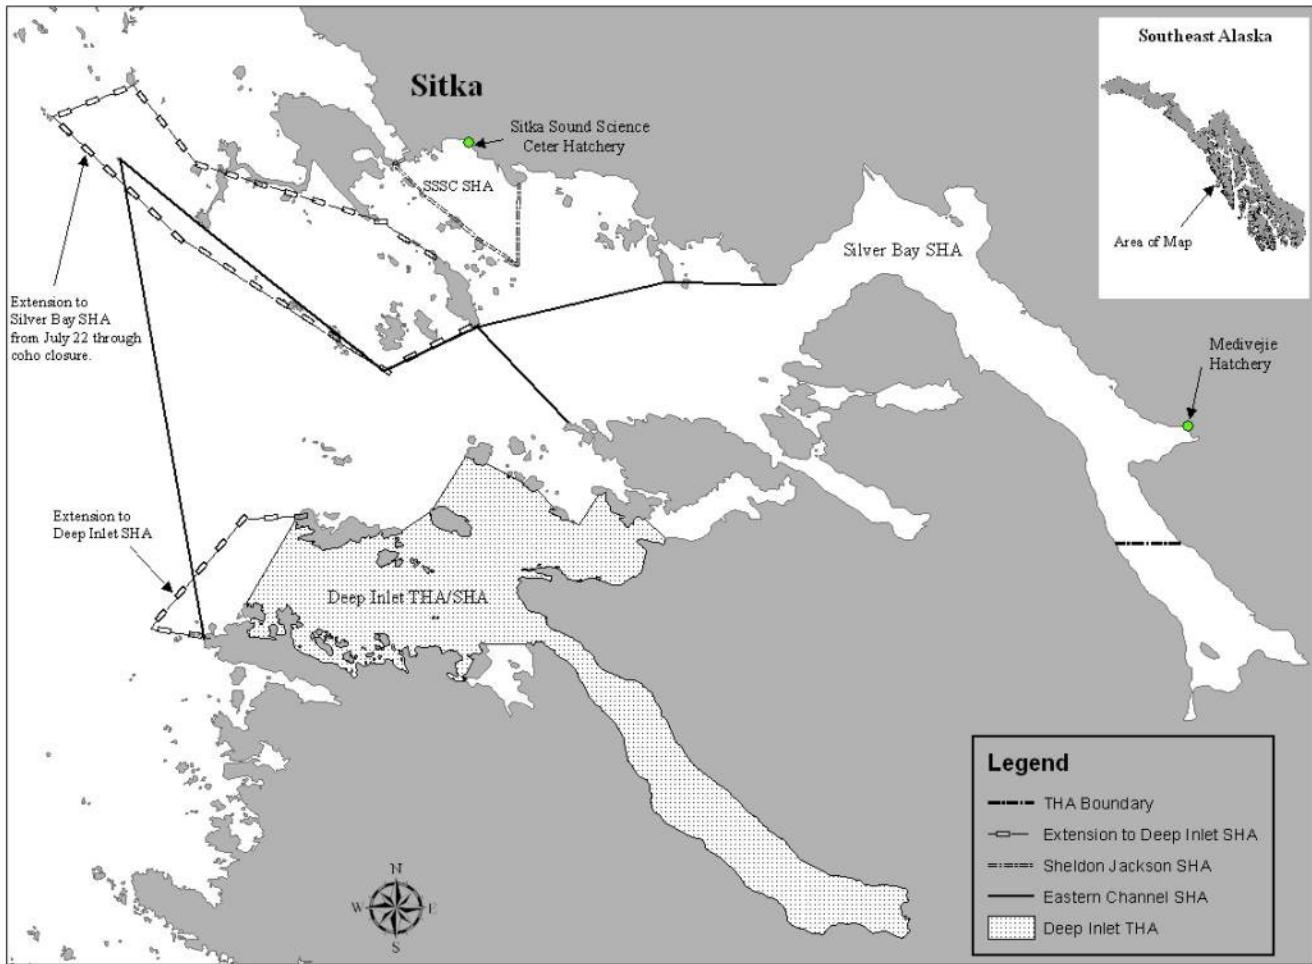 Southeast Alaska
Area of Map
Sitka
Sitka Sound Science
Ceter Hatchery
SSSC SHA
Silver Bay SHA
Extension to
Silver Bay SHA
from July 22 through
coho closure.
Medivejie
Hatchery
Extension to
Deep Inlet SHA
Deep Inlet THA/SHA
N
W
E
S
Legend
THA Boundary
Extension to Deep Inlet SHA
Sheldon Jackson SHA
Eastern Channel SHA
Deep Inlet THA